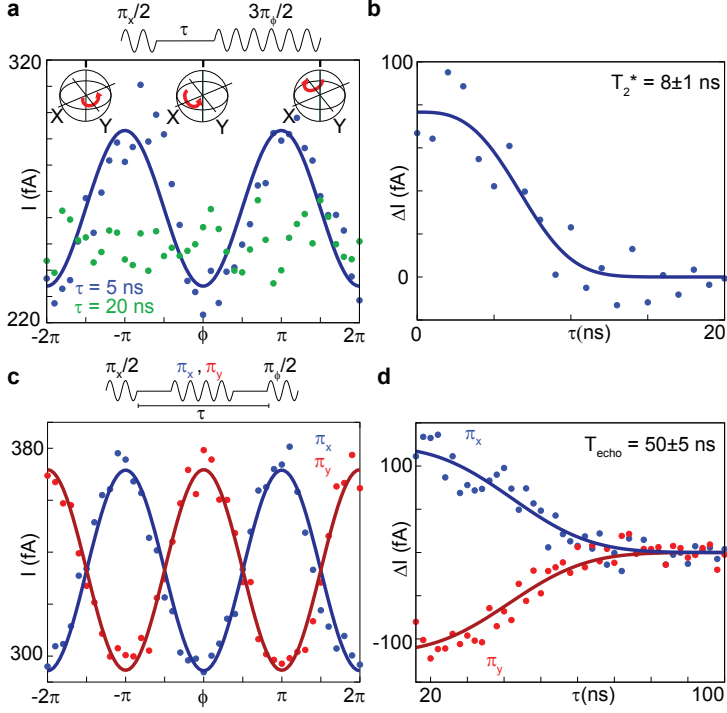 a
πx/2
τ
3πϕ/2
320
X
Y
X
Y
X
Y
I (fA)
τ = 5 ns
τ = 20 ns
220
-2π
-π
ϕ
π
2π
b
100
T2* = 8±1 ns
ΔI (fA)
0
0
τ(ns)
20
c
πx/2
πx , πy
πϕ/2
τ
380
πx
πy
I (fA)
300
-2π
-π
ϕ
π
2π
d
πx
Techo = 50±5 ns
100
ΔI (fA)
-100
πy
20
τ(ns)
100